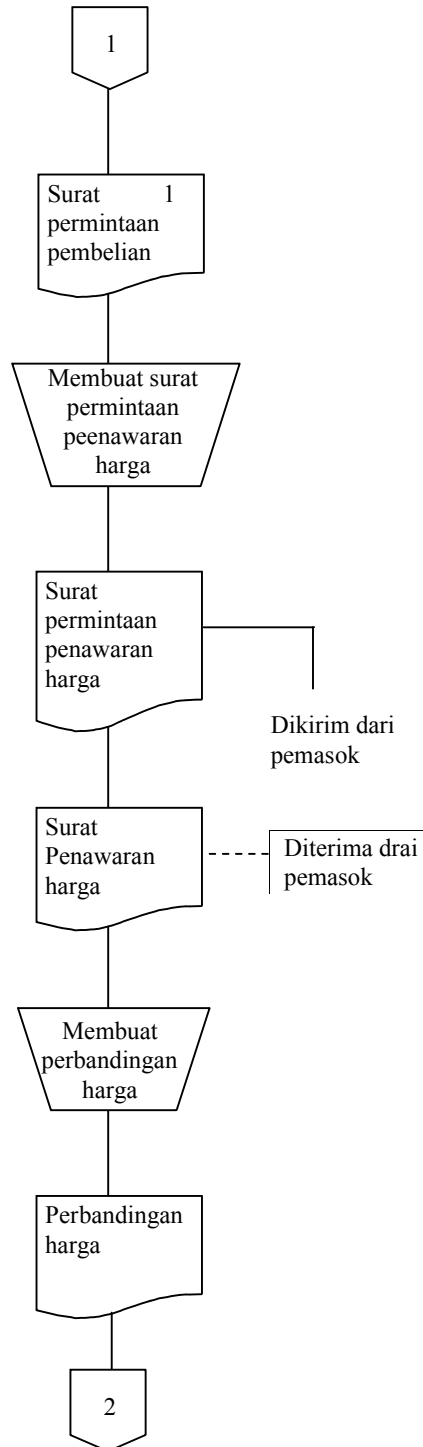 1
Surat 1
permintaan
pembelian
Membuat surat
permintaan
peenawaran
harga
Surat
permintaan
penawaran
harga
Dikirim dari
pemasok
Surat
Penawaran
harga
Diterima drai
pemasok
Membuat
perbandingan
harga
Perbandingan
harga
2